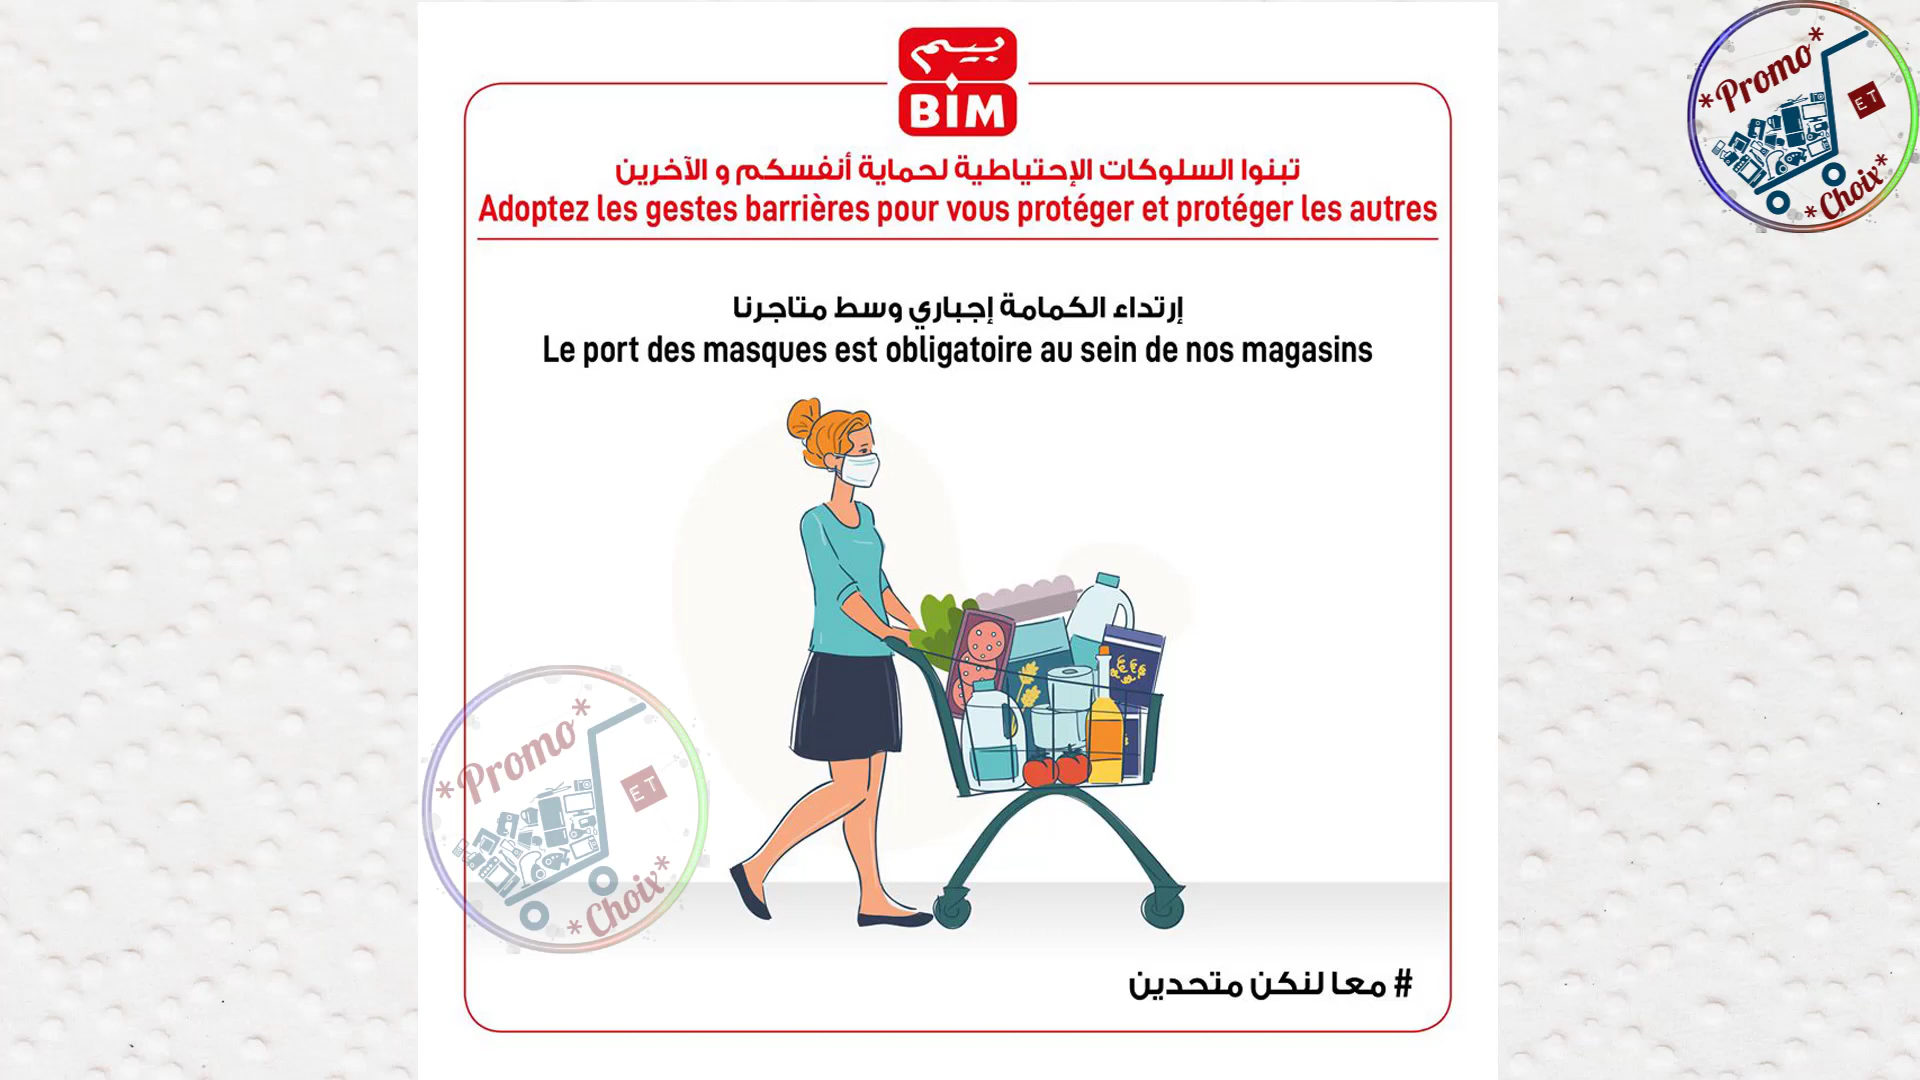 بيم
BİM
*Promo*
ET
*Choix*
تبنوا السلوكات الإحتياطية لحماية أنفسكم و الآخرين
Adoptez les gestes barrières pour vous protéger et protéger les autres
إرتداء الكمامة إجباري وسط متاجرنا
Le port des masques est obligatoire au sein de nos magasins
*Promo*
ET
*Choix*
# معا لنكن متحدين